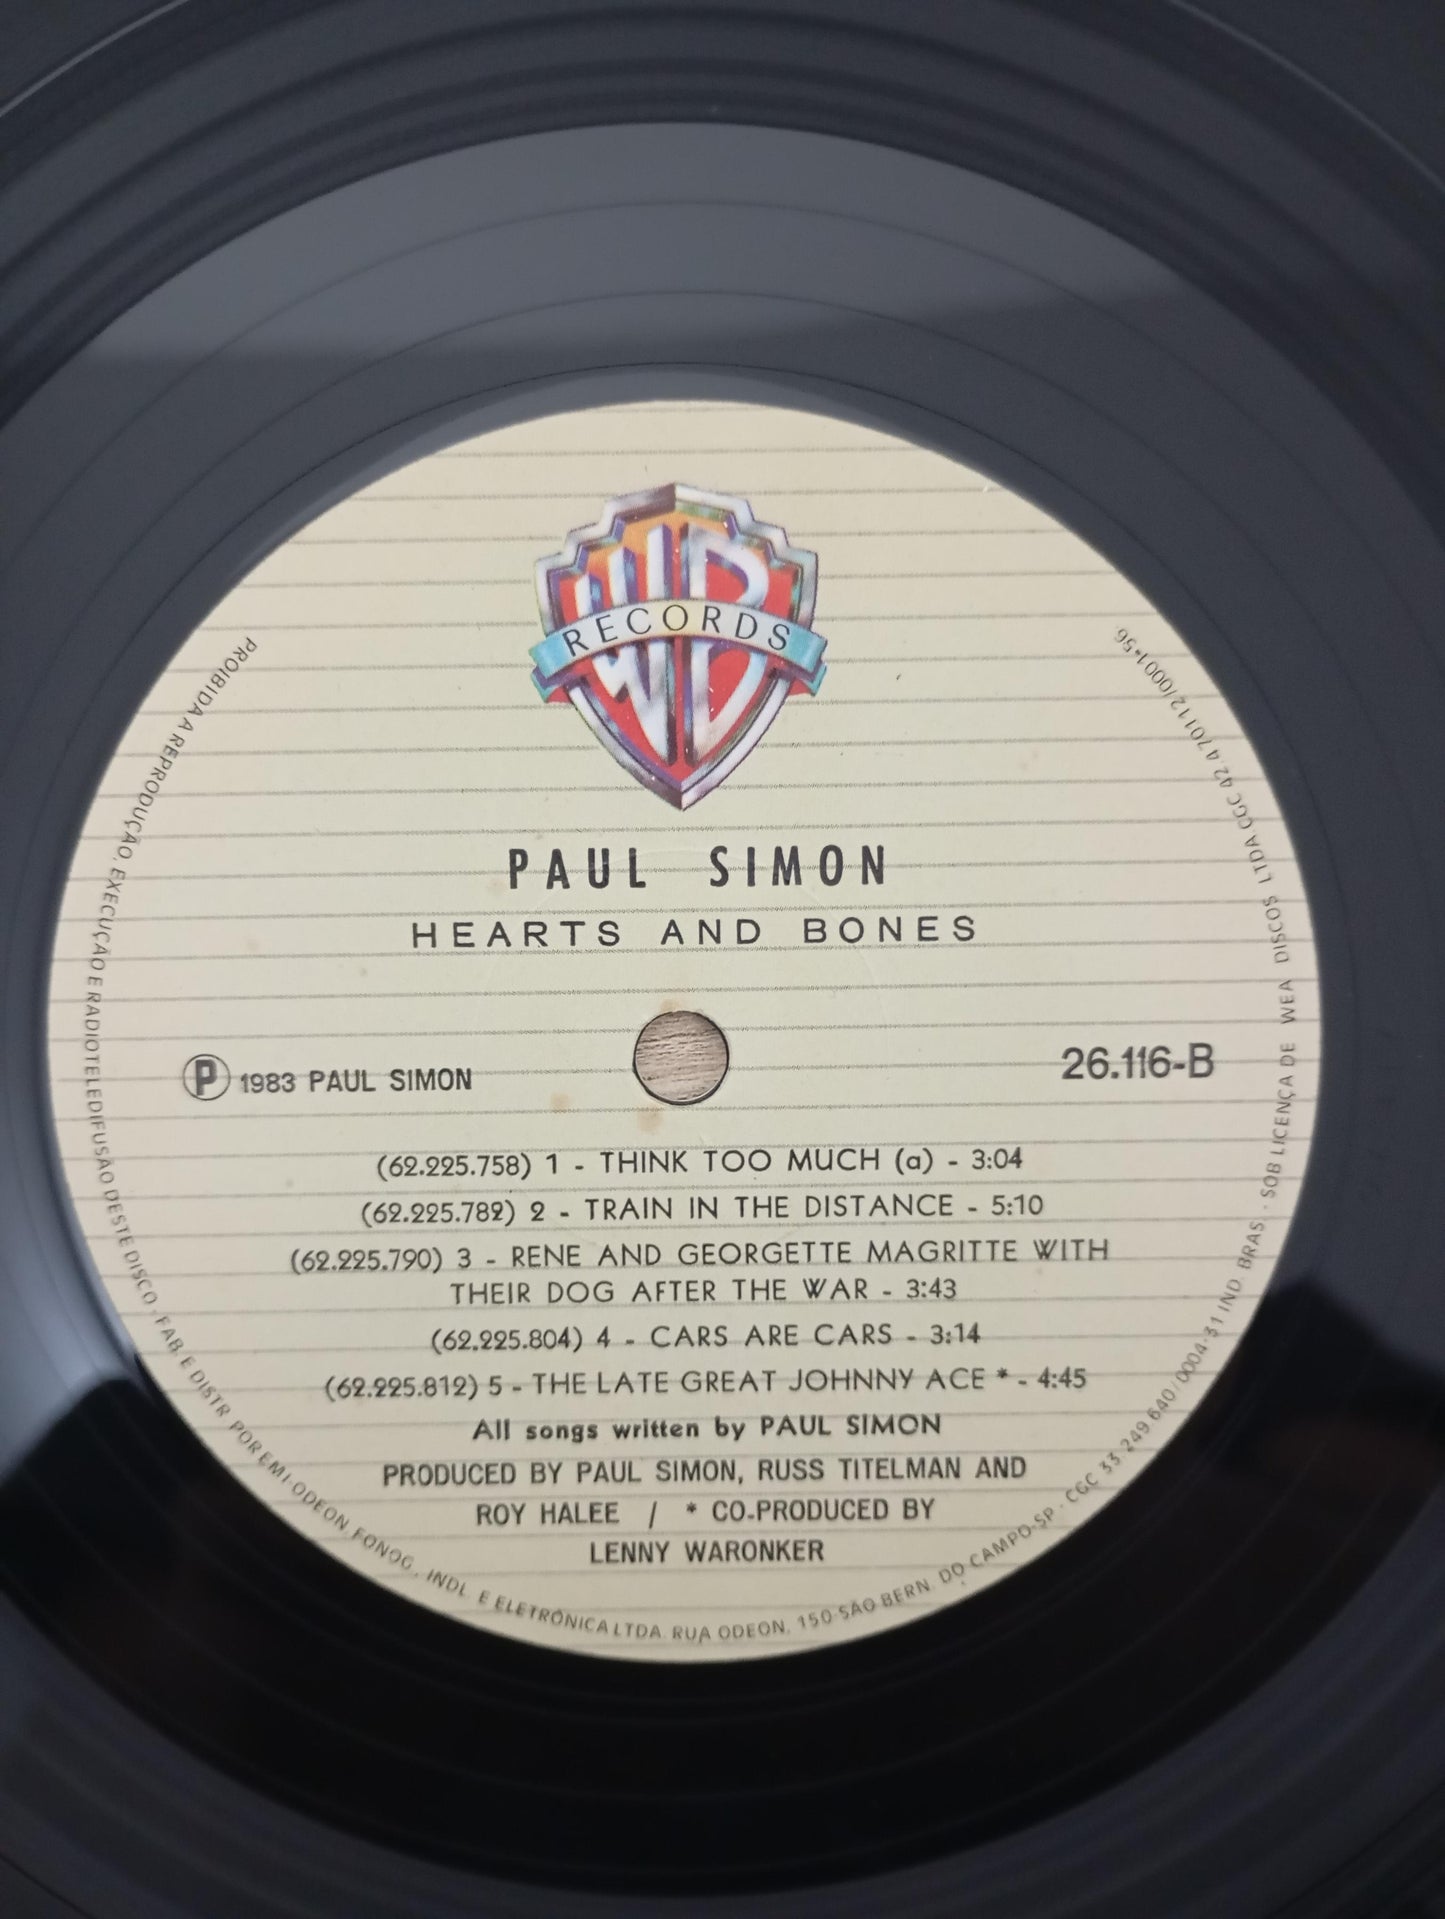 WB
RECORDS
PAUL SIMON
HEARTS AND BONES
Ⓟ 1983 PAUL SIMON
26.116-B
(62.225.758) 1 - THINK TOO MUCH (a) - 3:04
(62.225.782) 2 - TRAIN IN THE DISTANCE - 5:10
(62.225.790) 3 - RENE AND GEORGETTE MAGRITTE WITH
THEIR DOG AFTER THE WAR - 3:43
(62.225.804) 4 - CARS ARE CARS - 3:14
(62.225.812) 5 - THE LATE GREAT JOHNNY ACE * - 4:45
All songs written by PAUL SIMON
PRODUCED BY PAUL SIMON, RUSS TITELMAN AND
ROY HALEE / * CO-PRODUCED BY
LENNY WARONKER
PROIBIDA A REPRODUÇÃO, EXECUÇÃO E RADIOTELEDIFUSÃO DESTE DISCO · FAB. E DISTR. POR EMI-ODEON FONOG., INDL. E ELETRÔNICA LTDA. RUA ODEON, 150-SÃO BERN. DO CAMPO-SP · CGC 33.249.640/0004-31 IND. BRAS. · SOB LICENÇA DE WEA DISCOS LTDA. CGC 42.470112/0001-56